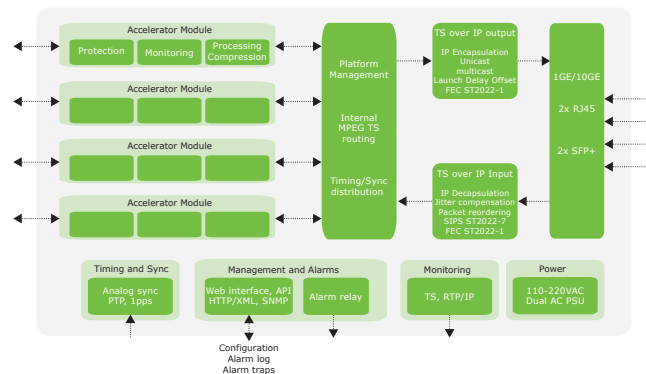 Accelerator Module
Protection
Monitoring
Processing
Compression
Accelerator Module
Accelerator Module
Accelerator Module
Platform
Management
Internal
MPEG TS
routing
Timing/Sync
distribution
TS over IP output
IP Encapsulation
Unicast
multicast
Launch Delay Offset
FEC ST2022-1
TS over IP Input
IP Decapsulation
Jitter compensation
Packet reordering
SIPS ST2022-7
FEC ST2022-1
1GE/10GE
2x RJ45
2x SFP+
Timing and Sync
Analog sync
PTP, 1pps
Management and Alarms
Web interface, API
HTTP/XML, SNMP
Alarm relay
Monitoring
TS, RTP/IP
Power
110-220VAC
Dual AC PSU
Configuration
Alarm log
Alarm traps